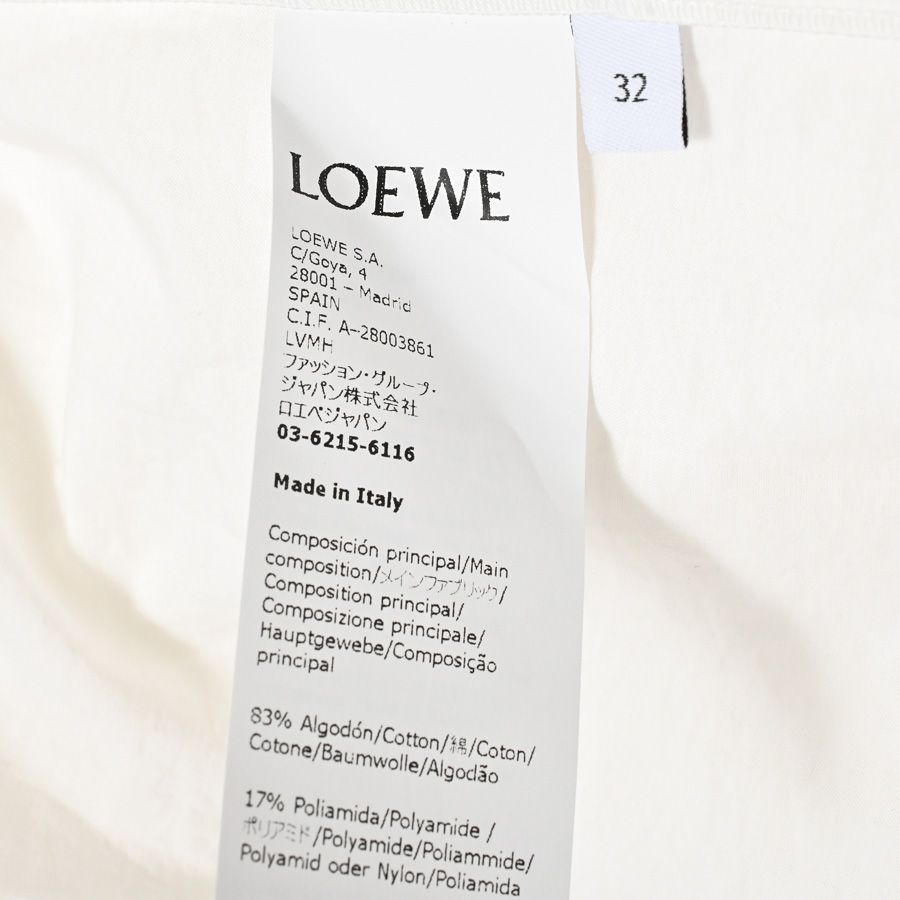 32
LOEWE
LOEWE S.A.
C/Goya, 4
28001 – Madrid
SPAIN
C.I.F. A-28003861
LVMH
ファッション・グループ・
ジャパン株式会社
ロエベジャパン
03-6215-6116
Made in Italy
Composición principal/Main
composition/メインファブリック/
Composition principal/
Composizione principale/
Hauptgewebe/Composição
principal
83% Algodón/Cotton/綿/Coton/
Cotone/Baumwolle/Algodão
17% Poliamida/Polyamide /
ポリアミド/Polyamide/Poliammide/
Polyamid oder Nylon/Poliamida